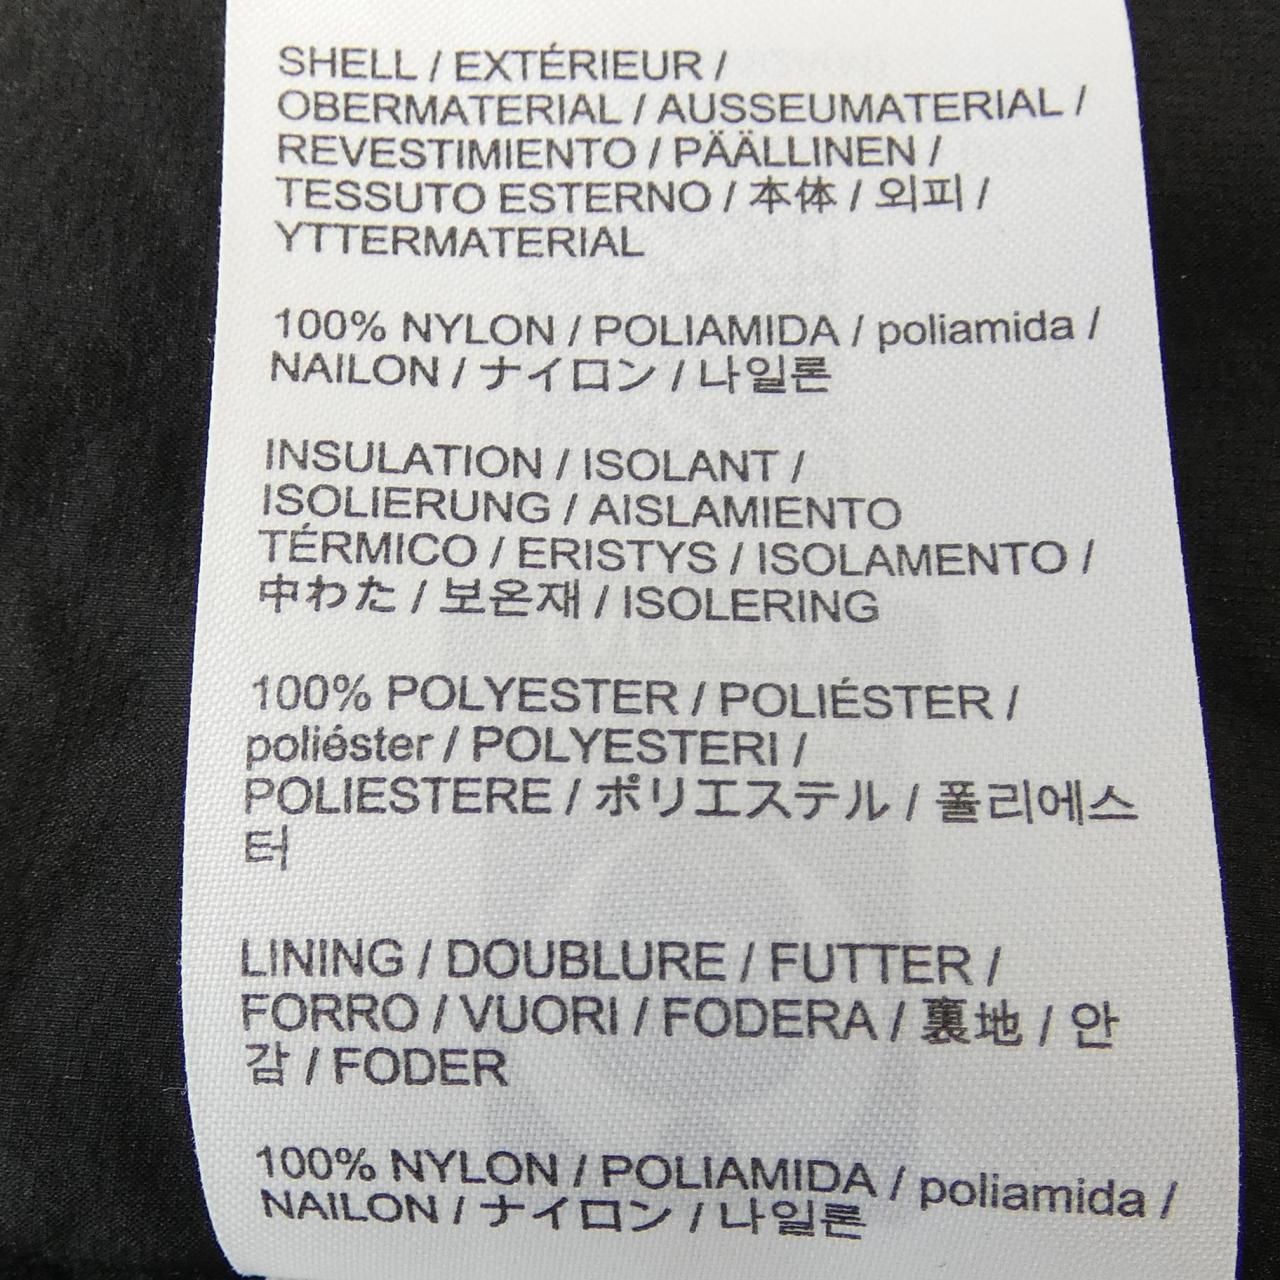 SHELL / EXTÉRIEUR /
OBERMATERIAL / AUSSEUMATERIAL /
REVESTIMIENTO / PÄÄLLINEN /
TESSUTO ESTERNO / 本体 / 외피 /
YTTERMATERIAL
100% NYLON / POLIAMIDA / poliamida /
NAILON / ナイロン / 나일론
INSULATION / ISOLANT /
ISOLIERUNG / AISLAMIENTO
TÉRMICO / ERISTYS / ISOLAMENTO /
中わた / 보온재 / ISOLERING
100% POLYESTER / POLIÉSTER /
poliéster / POLYESTERI /
POLIESTERE / ポリエステル / 폴리에스
터
LINING / DOUBLURE / FUTTER /
FORRO / VUORI / FODERA / 裏地 / 안
감 / FODER
100% NYLON / POLIAMIDA / poliamida /
NAILON / ナイロン / 나일론